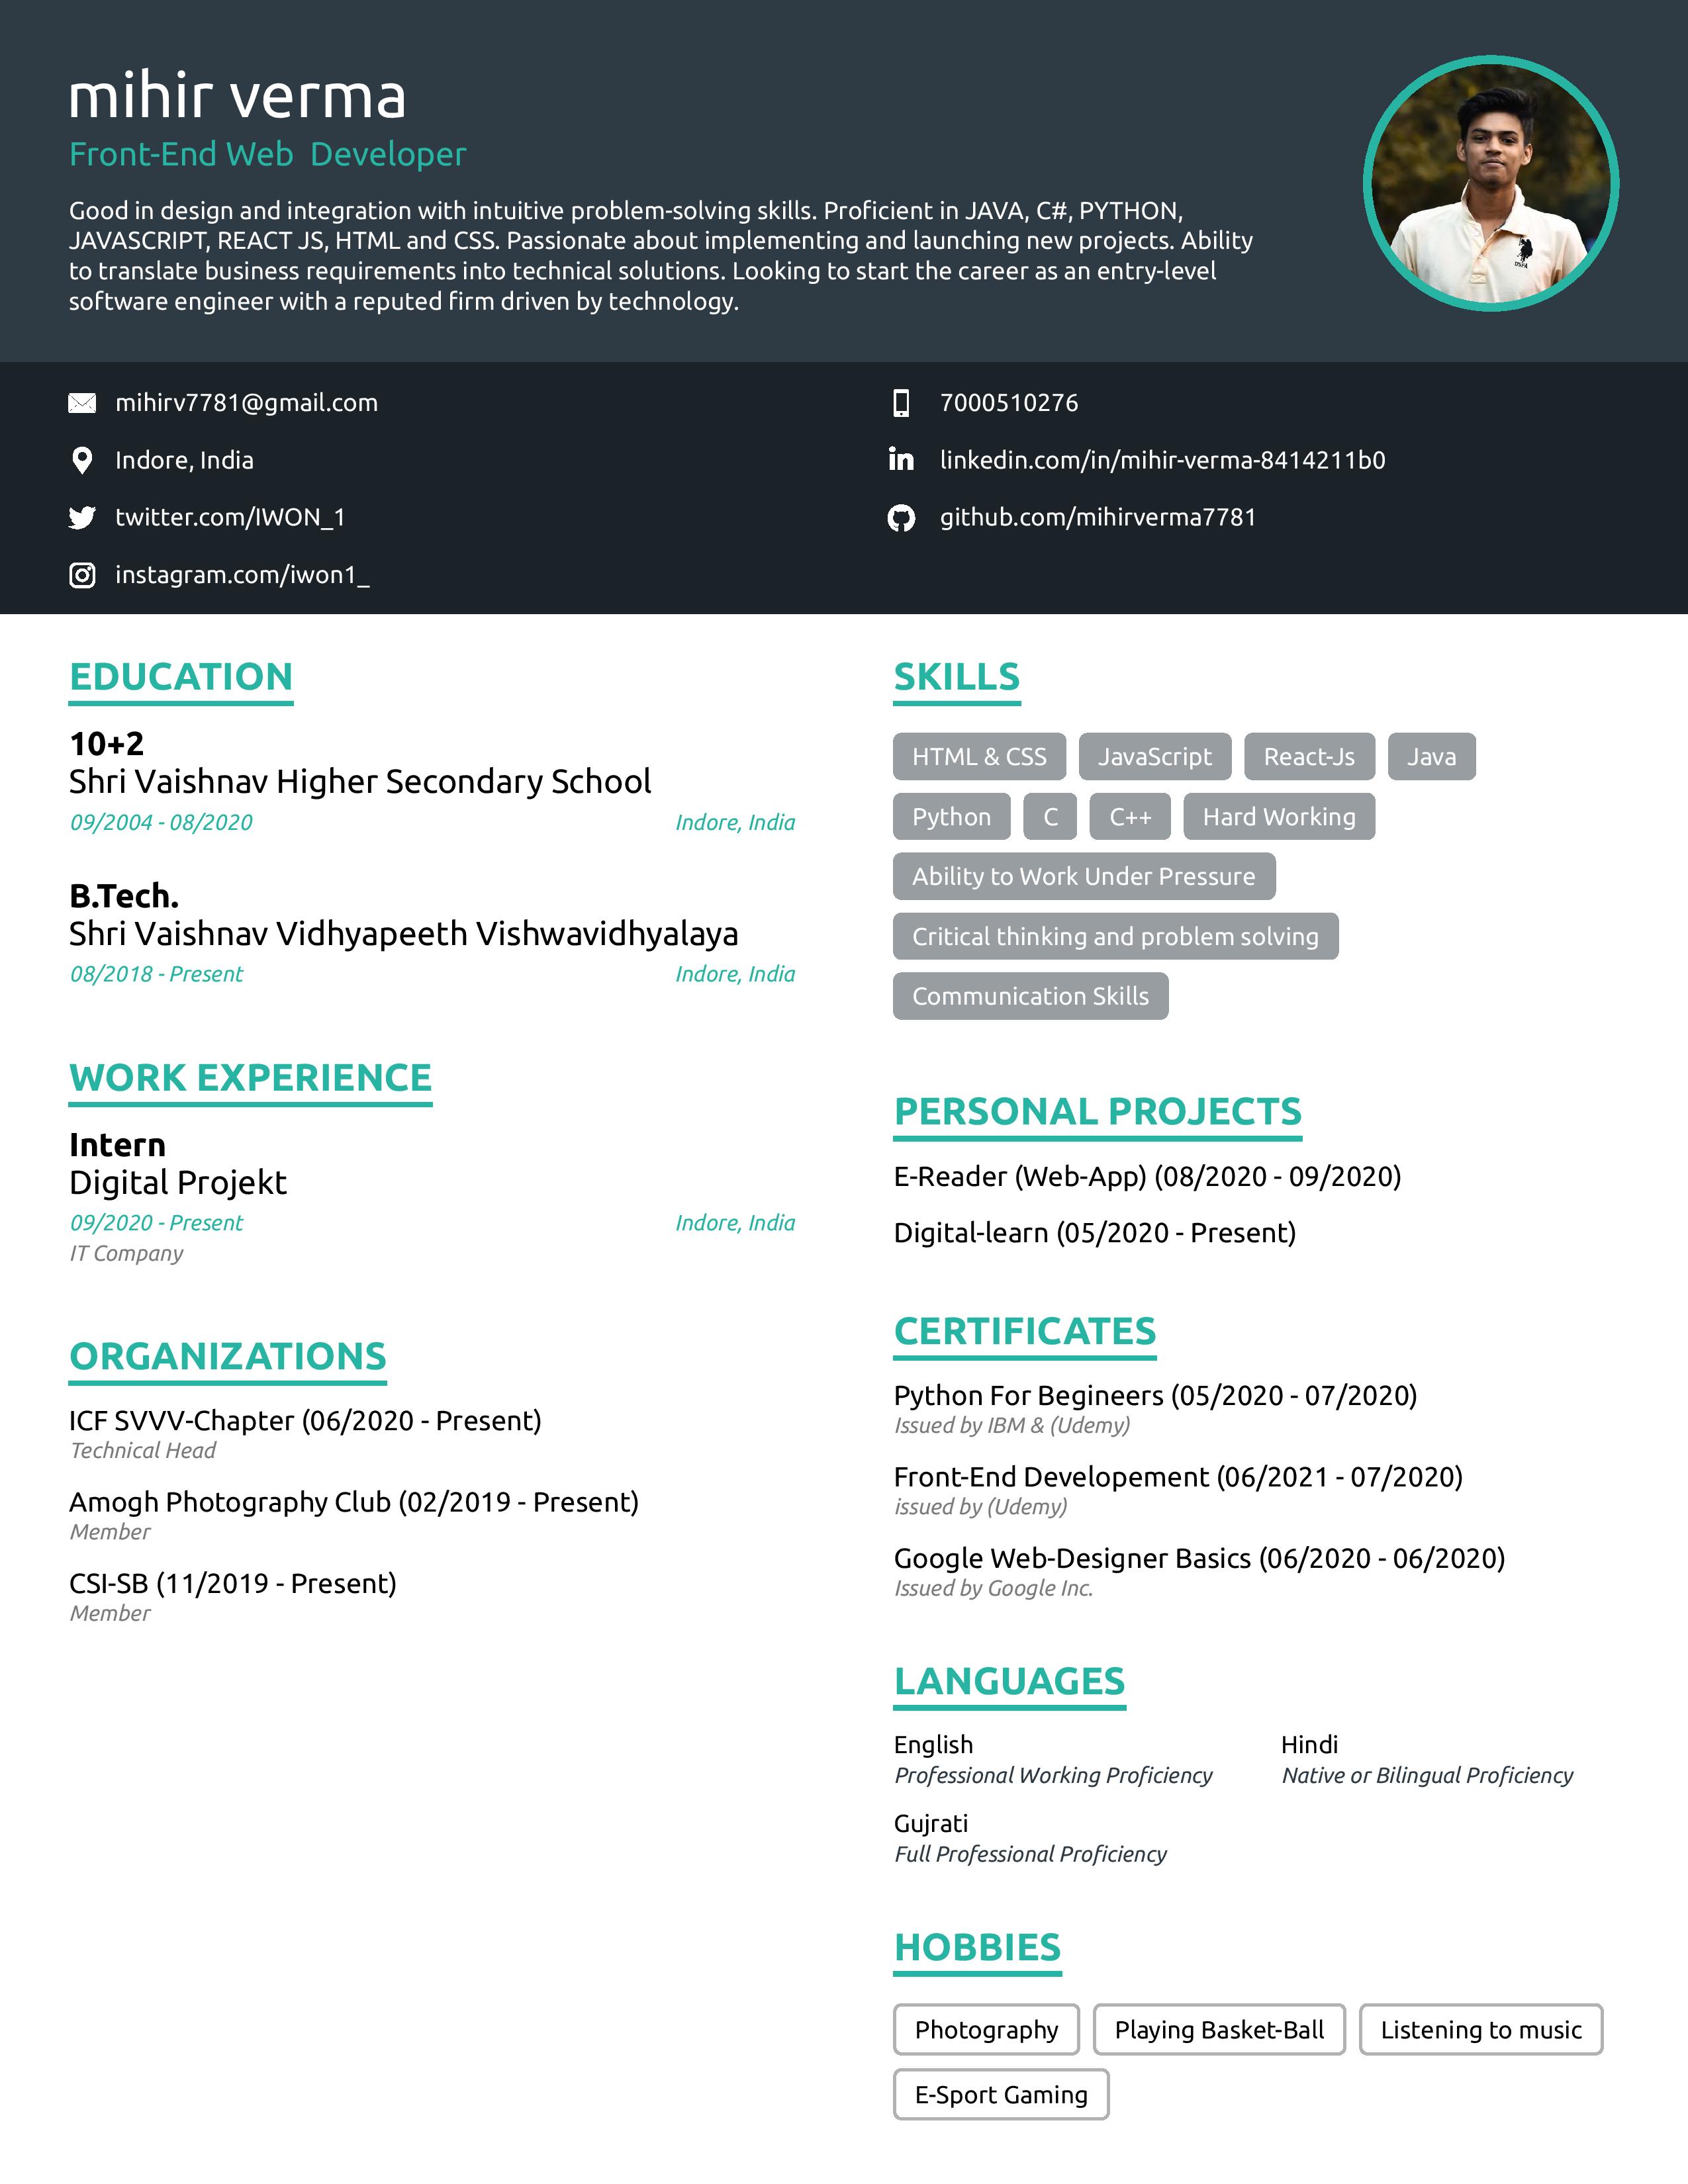 mihir verma
Front-End Web  Developer
Good in design and integration with intuitive problem-solving skills. Proficient in JAVA, C#, PYTHON,
JAVASCRIPT, REACT JS, HTML and CSS. Passionate about implementing and launching new projects. Ability
to translate business requirements into technical solutions. Looking to start the career as an entry-level
software engineer with a reputed firm driven by technology.
mihirv7781@gmail.com
7000510276
Indore, India
linkedin.com/in/mihir-verma-8414211b0
twitter.com/IWON_1
github.com/mihirverma7781
instagram.com/iwon1_
EDUCATION
10+2
Shri Vaishnav Higher Secondary School
09/2004 - 08/2020 Indore, India
B.Tech.
Shri Vaishnav Vidhyapeeth Vishwavidhyalaya
08/2018 - Present Indore, India
WORK EXPERIENCE
Intern
Digital Projekt
09/2020 - Present Indore, India
IT Company
ORGANIZATIONS
ICF SVVV-Chapter (06/2020 - Present)
Technical Head
Amogh Photography Club (02/2019 - Present)
Member
CSI-SB (11/2019 - Present)
Member
SKILLS
HTML & CSS JavaScript React-Js Java
Python C C++ Hard Working
Ability to Work Under Pressure
Critical thinking and problem solving
Communication Skills
PERSONAL PROJECTS
E-Reader (Web-App) (08/2020 - 09/2020)
Digital-learn (05/2020 - Present)
CERTIFICATES
Python For Begineers (05/2020 - 07/2020)
Issued by IBM & (Udemy)
Front-End Developement (06/2021 - 07/2020)
issued by (Udemy)
Google Web-Designer Basics (06/2020 - 06/2020)
Issued by Google Inc.
LANGUAGES
English Hindi
Professional Working Proficiency Native or Bilingual Proficiency
Gujrati
Full Professional Proficiency
HOBBIES
Photography Playing Basket-Ball Listening to music
E-Sport Gaming